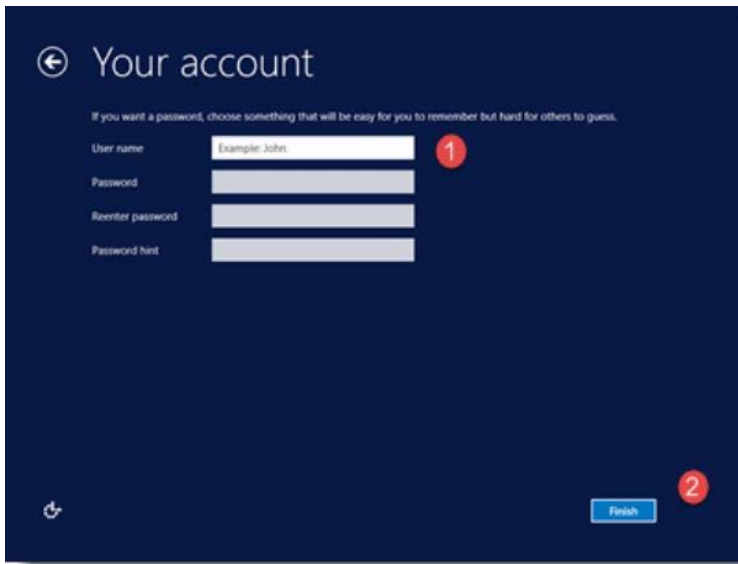 Your account
If you want a password, choose something that will be easy for you to remember but hard for others to guess.
User name Example: John 1
Password
Reenter password
Password hint
2
Finish